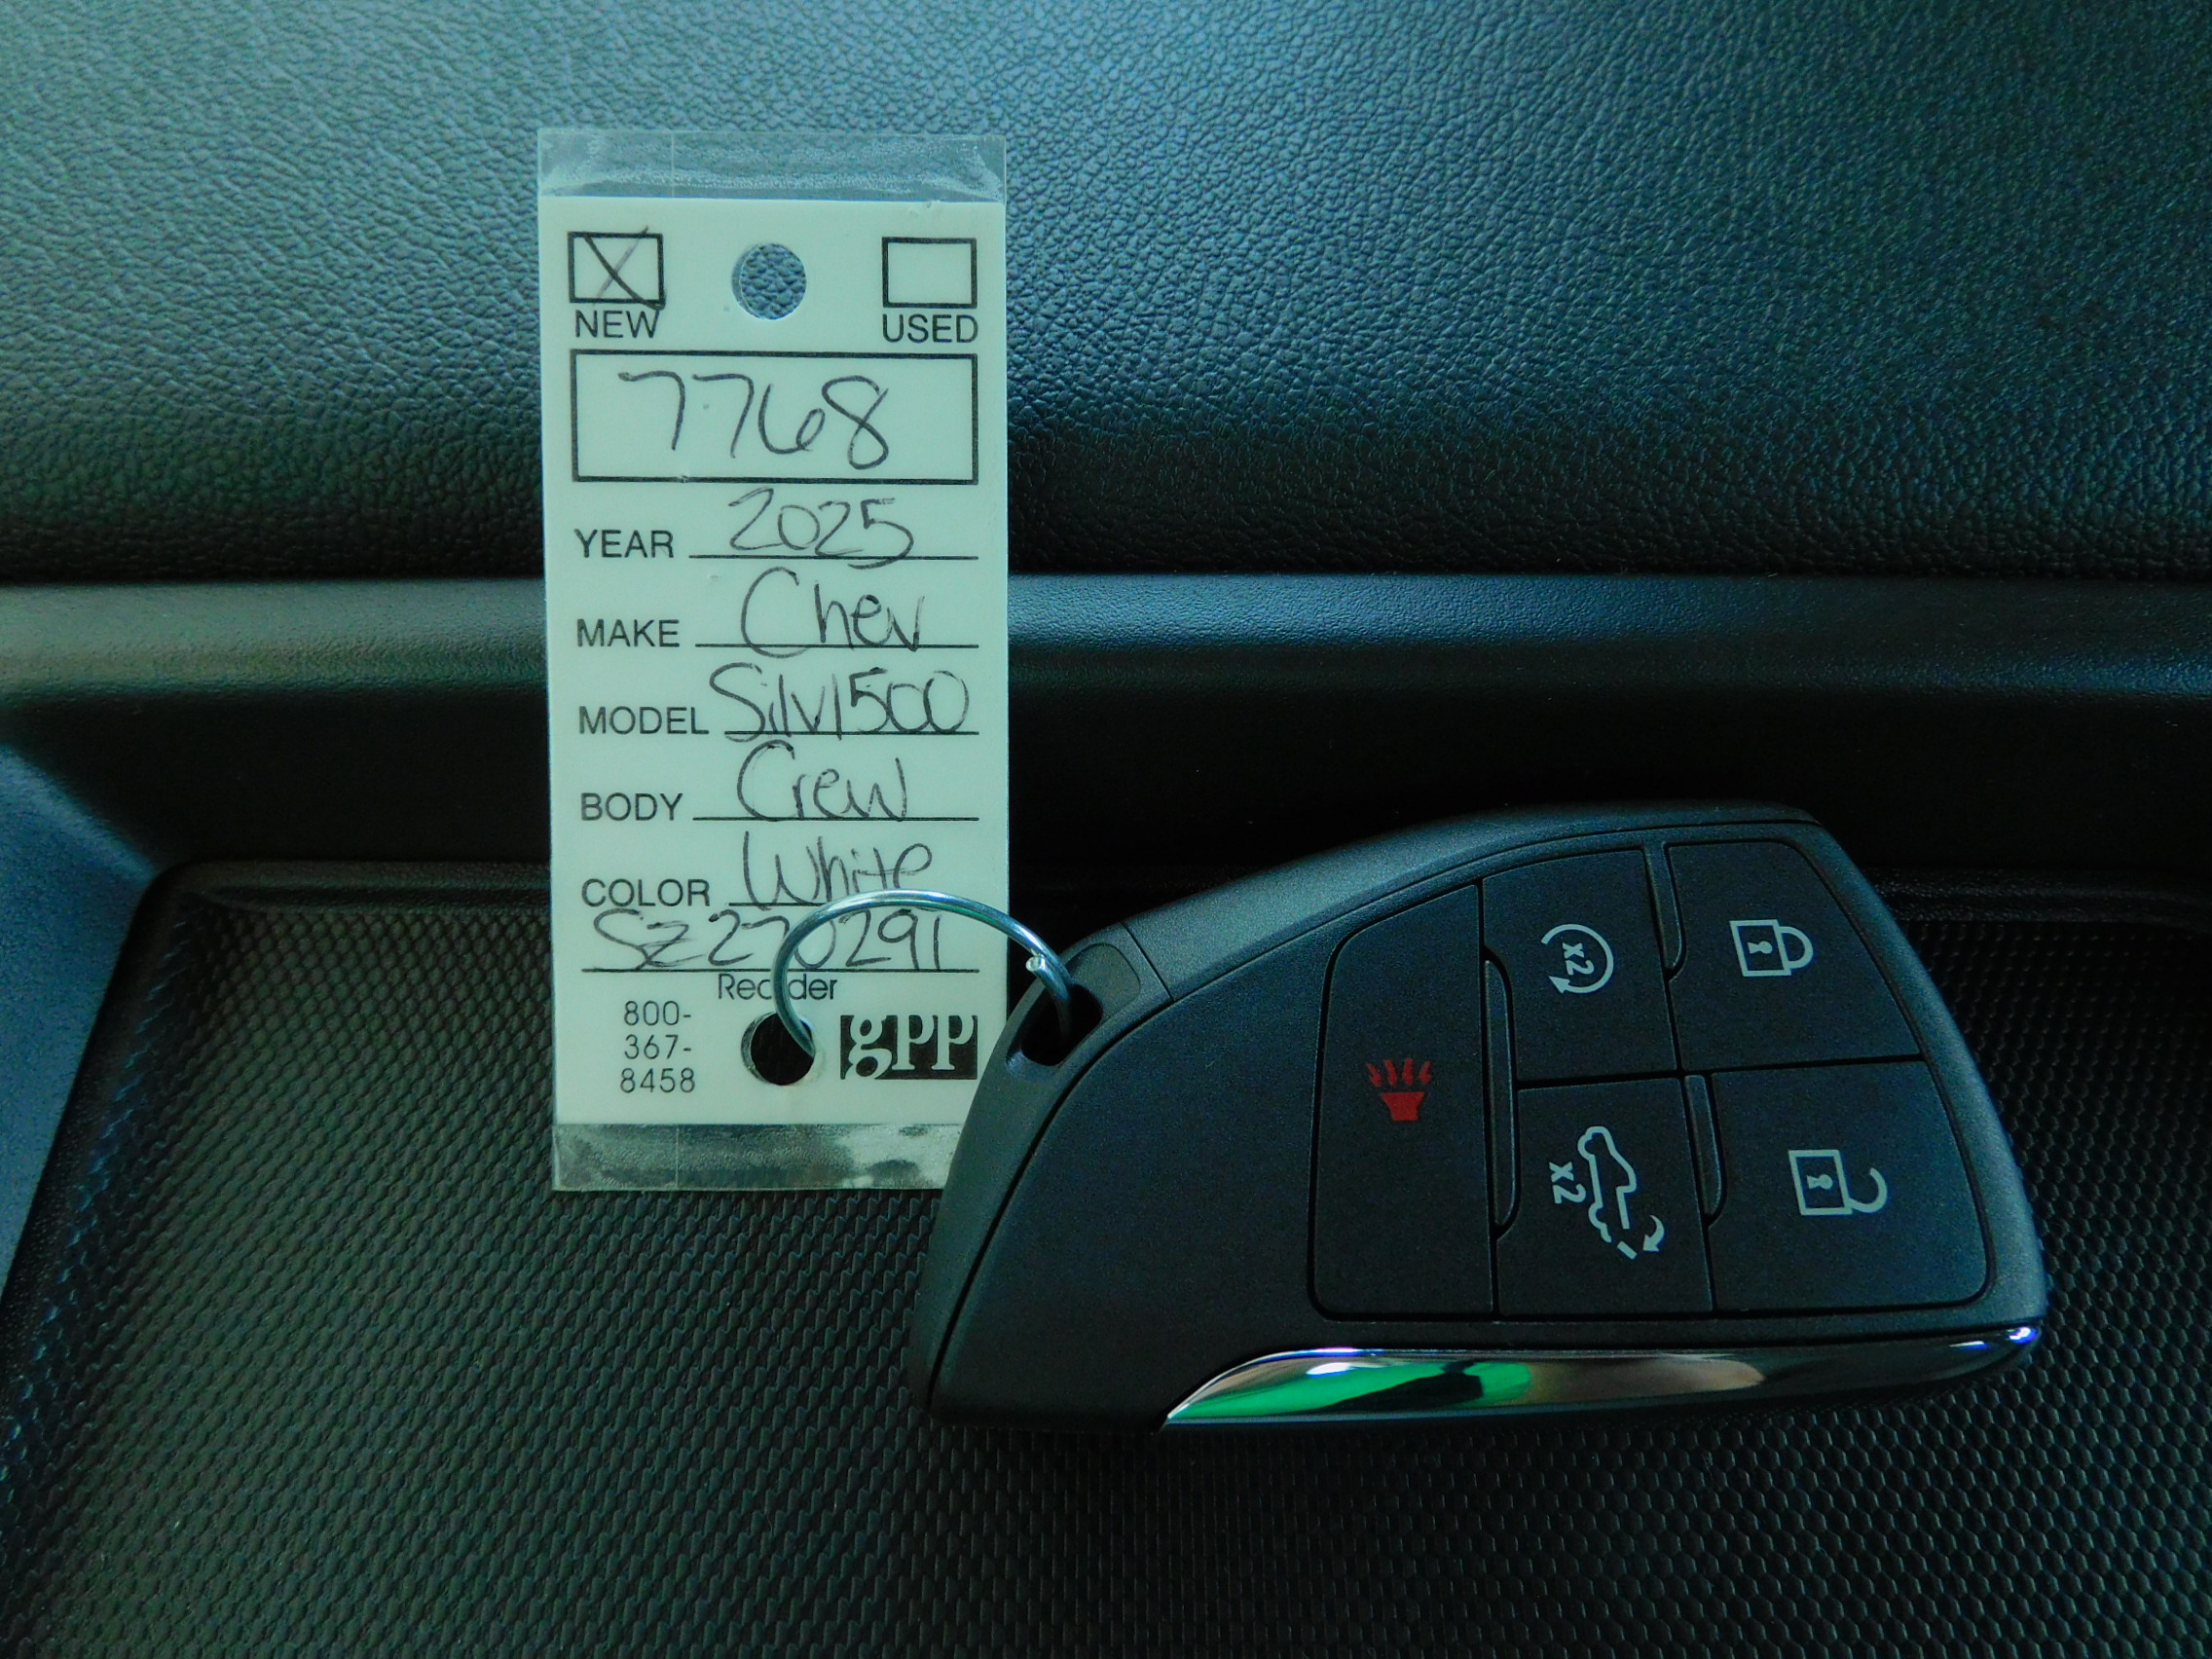 NEW USED
7768
YEAR 2025
MAKE Chev
MODEL Silv1500
BODY Crew
COLOR White
SZ270291
Reorder
800-
367-
8458
gpp
x2
x2